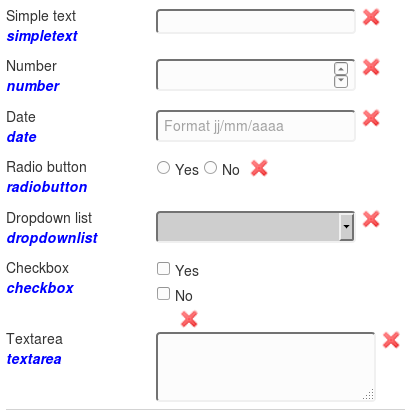 Simple text
simpletext
Number
number
Date
date
Format jj/mm/aaaa
Radio button
radiobutton
Yes No
Dropdown list
dropdownlist
Checkbox
checkbox
Yes
No
Textarea
textarea